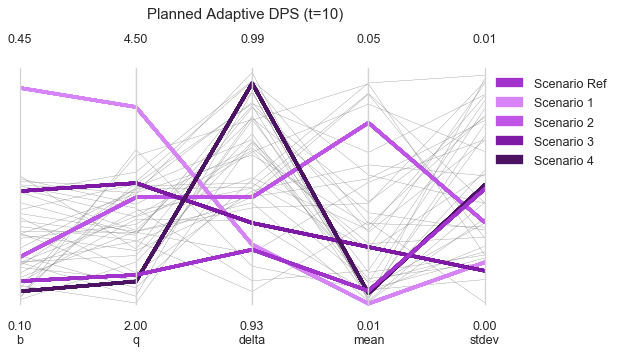 Planned Adaptive DPS (t=10)
0.45 4.50 0.99 0.05 0.01
Scenario Ref
Scenario 1
Scenario 2
Scenario 3
Scenario 4
0.10 2.00 0.93 0.01 0.00
b q delta mean stdev